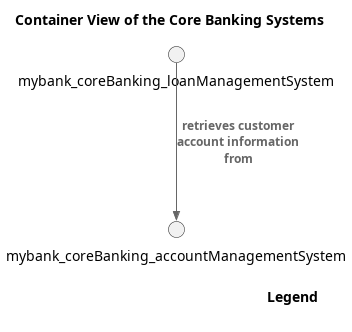 Container View of the Core Banking Systems
mybank_coreBanking_loanManagementSystem
retrieves customer
account information
from
mybank_coreBanking_accountManagementSystem
Legend